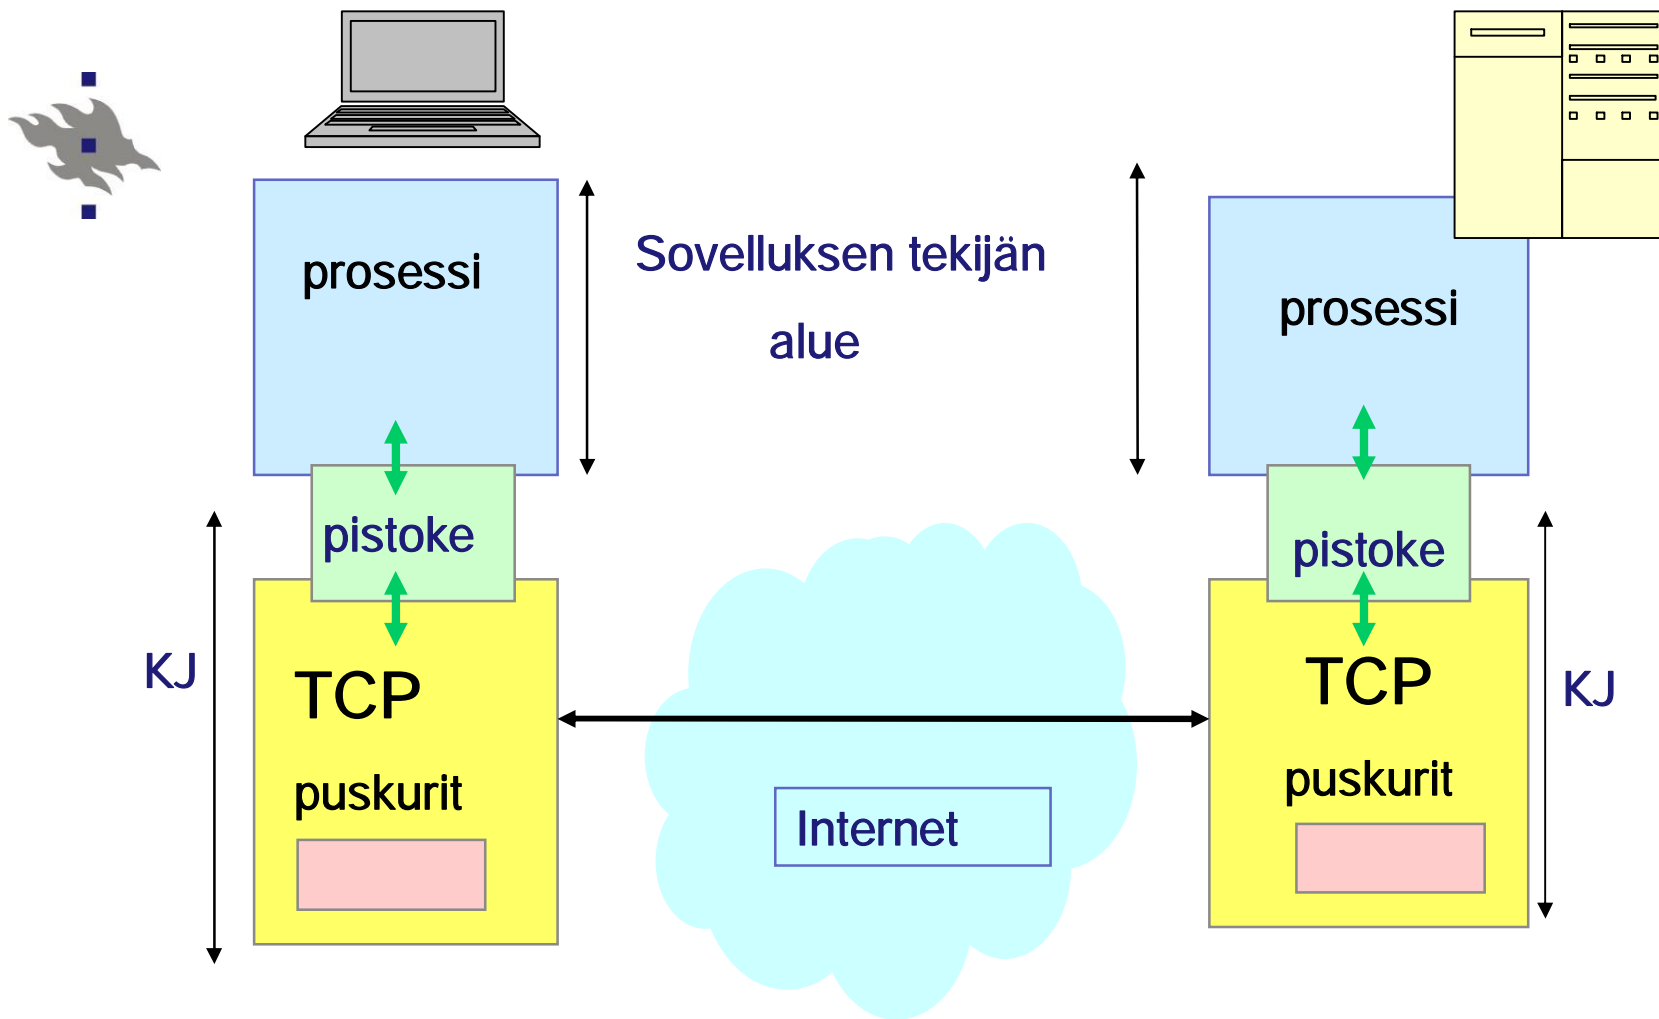 prosessi
Sovelluksen tekijän
alue
prosessi
pistoke
pistoke
KJ
TCP
puskurit
Internet
TCP
puskurit
KJ